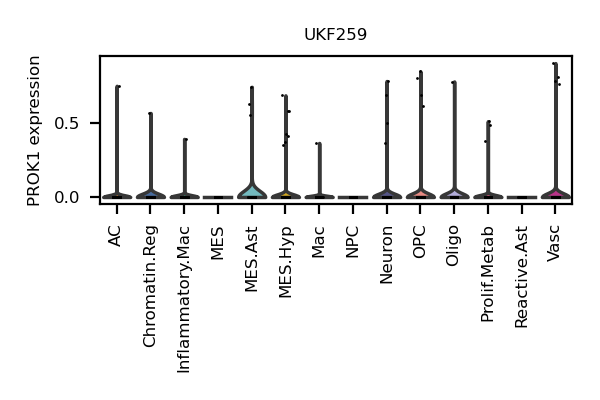 UKF259
PROK1 expression
0.5
0.0
AC
Chromatin.Reg
Inflammatory.Mac
MES
MES.Ast
MES.Hyp
Mac
NPC
Neuron
OPC
Oligo
Prolif.Metab
Reactive.Ast
Vasc